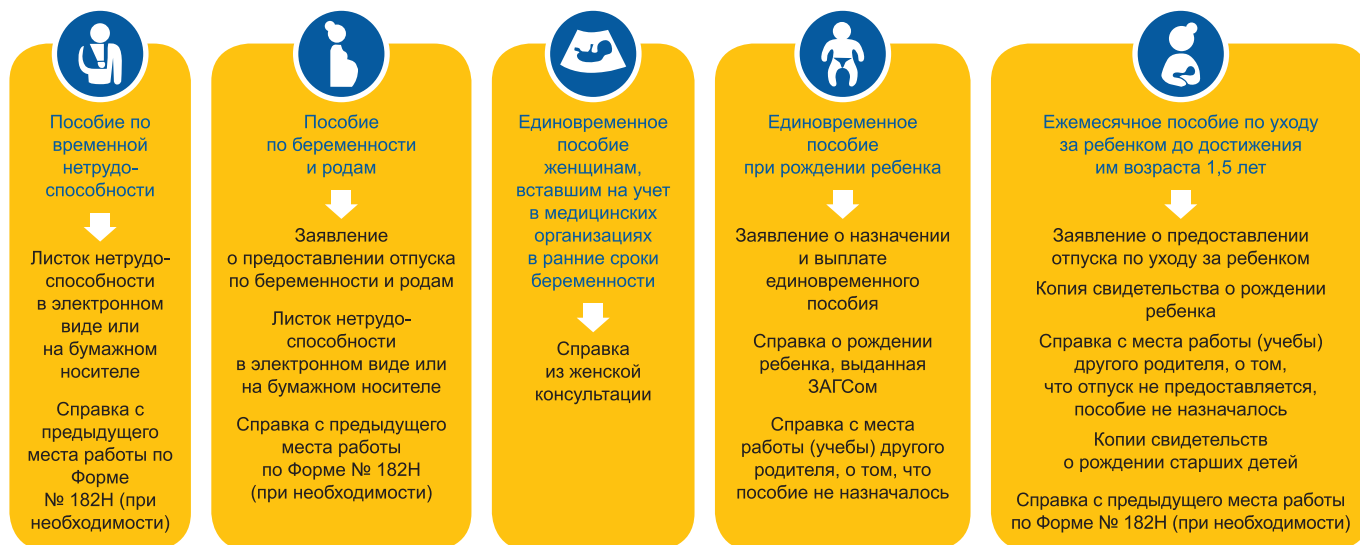 Пособие по
временной
нетрудо-
способности
Листок нетрудо-
способности
в электронном
виде или
на бумажном
носителе
Справка с
предыдущего
места работы по
Форме
№ 182Н (при
необходимости)
Пособие
по беременности
и родам
Заявление
о предоставлении отпуска
по беременности и родам
Листок нетрудо-
способности
в электронном виде или
на бумажном носителе
Справка с предыдущего
места работы
по Форме № 182Н
(при необходимости)
Единовременное
пособие
женщинам,
вставшим на учет
в медицинских
организациях
в ранние сроки
беременности
Справка
из женской
консультации
Единовременное
пособие
при рождении ребенка
Заявление о назначении
и выплате
единовременного
пособия
Справка о рождении
ребенка, выданная
ЗАГСом
Справка с места
работы (учебы) другого
родителя, о том, что
пособие не назначалось
Ежемесячное пособие по уходу
за ребенком до достижения
им возраста 1,5 лет
Заявление о предоставлении
отпуска по уходу за ребенком
Копия свидетельства о рождении
ребенка
Справка с места работы (учебы)
другого родителя, о том,
что отпуск не предоставляется,
пособие не назначалось
Копии свидетельств
о рождении старших детей
Справка с предыдущего места работы
по Форме № 182Н (при необходимости)